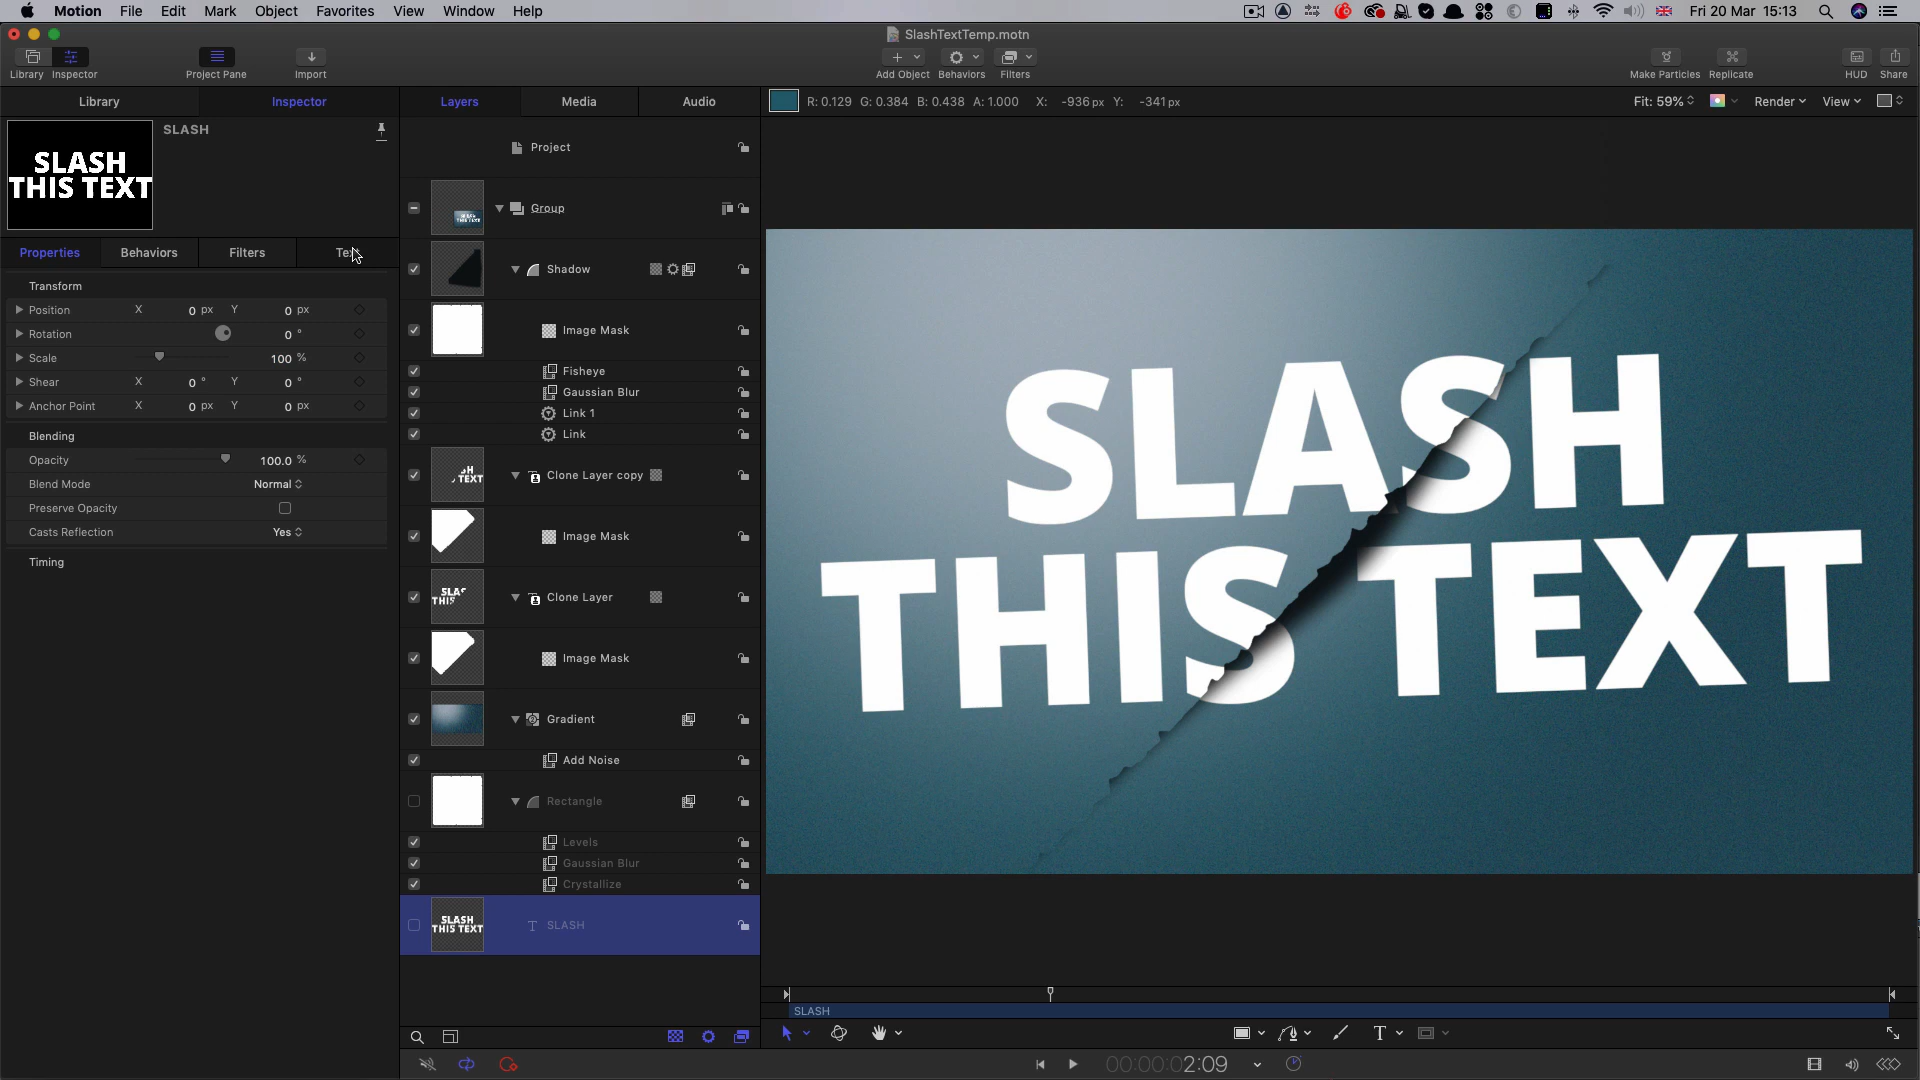 Motion File Edit Mark Object Favorites View Window Help
Fri 20 Mar 15:13
SlashTextTemp.motn
Library Inspector Project Pane Import
Add Object Behaviors Filters
Make Particles Replicate HUD Share
Library Inspector
Layers Media Audio
R: 0.129 G: 0.384 B: 0.438 A: 1.000 X: -936 px Y: -341 px
Fit: 59% Render View
SLASH
SLASH
THIS TEXT
Properties Behaviors Filters
Transform
Position X 0 px Y 0 px
Rotation 0 °
Scale 100 %
Shear X 0 ° Y 0 °
Anchor Point X 0 px Y 0 px
Blending
Opacity 100.0 %
Blend Mode Normal
Preserve Opacity
Casts Reflection Yes
Timing
Project
Group
Shadow
Image Mask
Fisheye
Gaussian Blur
Link 1
Link
Clone Layer copy
Image Mask
Clone Layer
Image Mask
Gradient
Add Noise
Rectangle
Levels
Gaussian Blur
Crystallize
SLASH
THIS TEXT
SLASH
SLASH
THIS TEXT
SLASH
00:00:02:09